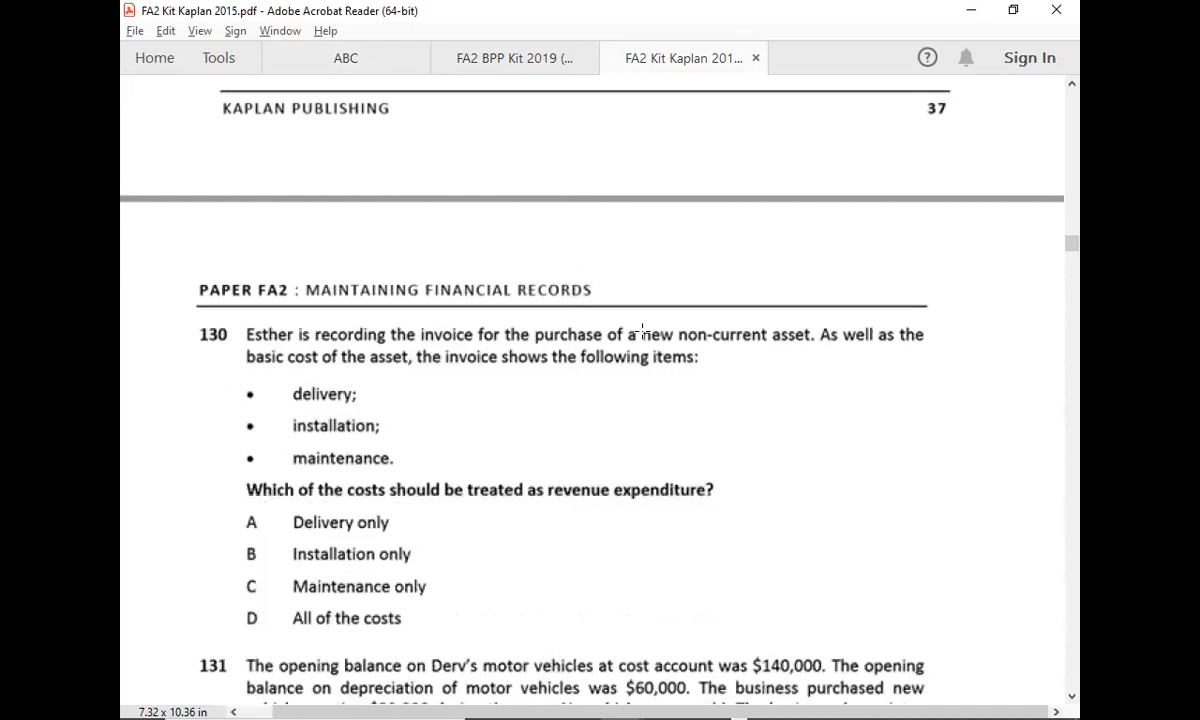 FA2 Kit Kaplan 2015.pdf - Adobe Acrobat Reader (64-bit)
File Edit View Sign Window Help
Home Tools ABC FA2 BPP Kit 2019 (... FA2 Kit Kaplan 201... × ? Sign In
KAPLAN PUBLISHING 37
PAPER FA2 : MAINTAINING FINANCIAL RECORDS
130 Esther is recording the invoice for the purchase of a new non-current asset. As well as the
basic cost of the asset, the invoice shows the following items:
• delivery;
• installation;
• maintenance.
Which of the costs should be treated as revenue expenditure?
A Delivery only
B Installation only
C Maintenance only
D All of the costs
131 The opening balance on Derv's motor vehicles at cost account was $140,000. The opening
balance on depreciation of motor vehicles was $60,000. The business purchased new
7.32 x 10.36 in